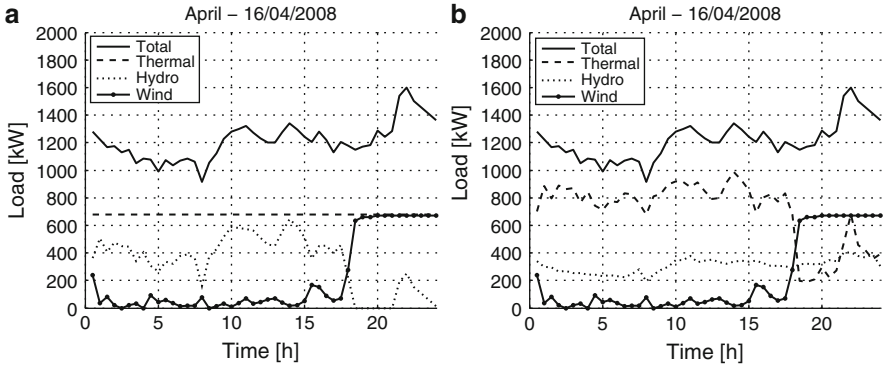 a
April – 16/04/2008
Total
Thermal
Hydro
Wind
Load [kW]
2000
1800
1600
1400
1200
1000
800
600
400
200
0
0 5 10 15 20
Time [h]
b
April – 16/04/2008
Total
Thermal
Hydro
Wind
Load [kW]
2000
1800
1600
1400
1200
1000
800
600
400
200
0
0 5 10 15 20
Time [h]